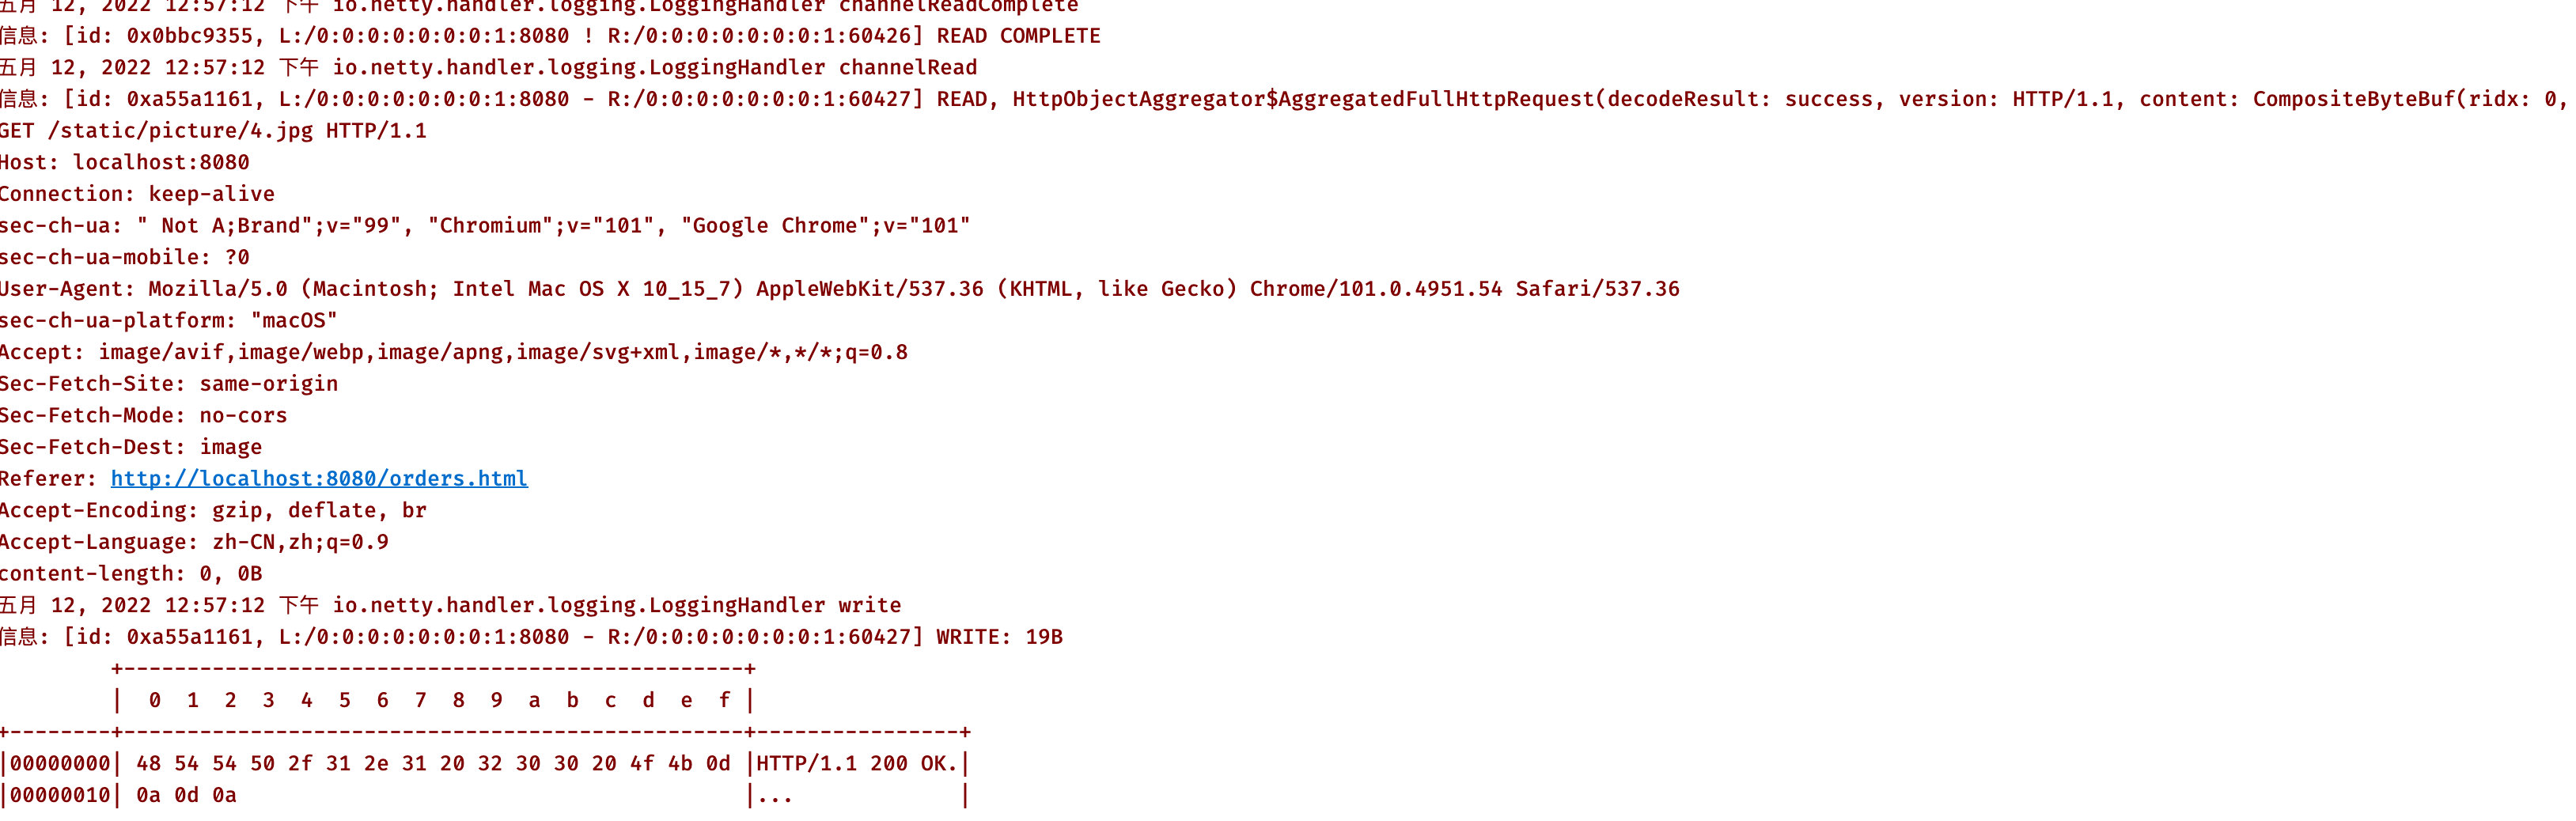 五月 12, 2022 12:57:12 下午 io.netty.handler.logging.LoggingHandler channelReadComplete
信息: [id: 0x0bbc9355, L:/0:0:0:0:0:0:0:1:8080 ! R:/0:0:0:0:0:0:0:1:60426] READ COMPLETE
五月 12, 2022 12:57:12 下午 io.netty.handler.logging.LoggingHandler channelRead
信息: [id: 0xa55a1161, L:/0:0:0:0:0:0:0:1:8080 - R:/0:0:0:0:0:0:0:1:60427] READ, HttpObjectAggregator$AggregatedFullHttpRequest(decodeResult: success, version: HTTP/1.1, content: CompositeByteBuf(ridx: 0,
GET /static/picture/4.jpg HTTP/1.1
Host: localhost:8080
Connection: keep-alive
sec-ch-ua: " Not A;Brand";v="99", "Chromium";v="101", "Google Chrome";v="101"
sec-ch-ua-mobile: ?0
User-Agent: Mozilla/5.0 (Macintosh; Intel Mac OS X 10_15_7) AppleWebKit/537.36 (KHTML, like Gecko) Chrome/101.0.4951.54 Safari/537.36
sec-ch-ua-platform: "macOS"
Accept: image/avif,image/webp,image/apng,image/svg+xml,image/*,*/*;q=0.8
Sec-Fetch-Site: same-origin
Sec-Fetch-Mode: no-cors
Sec-Fetch-Dest: image
Referer: http://localhost:8080/orders.html
Accept-Encoding: gzip, deflate, br
Accept-Language: zh-CN,zh;q=0.9
content-length: 0, 0B
五月 12, 2022 12:57:12 下午 io.netty.handler.logging.LoggingHandler write
信息: [id: 0xa55a1161, L:/0:0:0:0:0:0:0:1:8080 - R:/0:0:0:0:0:0:0:1:60427] WRITE: 19B
         +-------------------------------------------------+
         |  0  1  2  3  4  5  6  7  8  9  a  b  c  d  e  f |
+--------+-------------------------------------------------+----------------+
|00000000| 48 54 54 50 2f 31 2e 31 20 32 30 30 20 4f 4b 0d |HTTP/1.1 200 OK.|
|00000010| 0a 0d 0a                                        |...             |